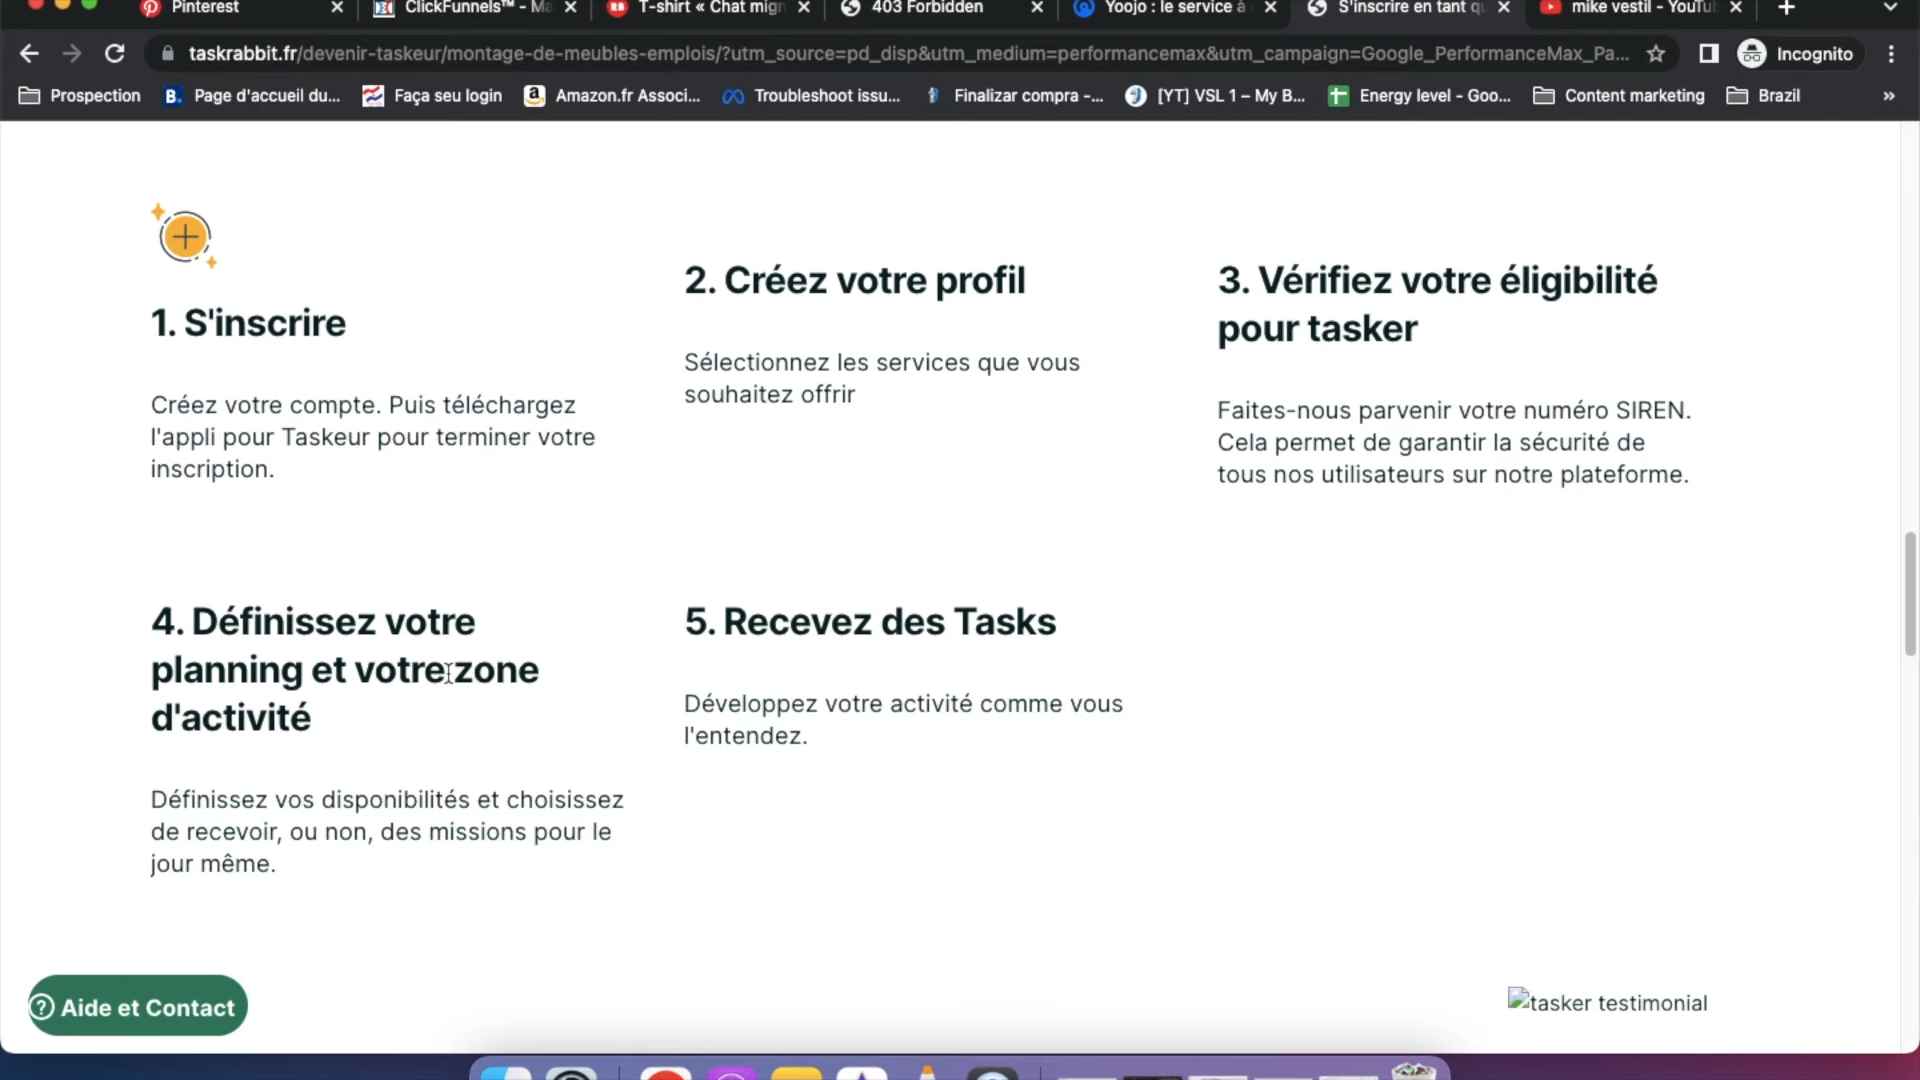 Pinterest
ClickFunnels™ - Ma
T-shirt « Chat mign
403 Forbidden
Yoojo : le service à
S'inscrire en tant qu
mike vestil - YouTub
taskrabbit.fr/devenir-taskeur/montage-de-meubles-emplois/?utm_source=pd_disp&utm_medium=performancemax&utm_campaign=Google_PerformanceMax_Pa...
Incognito
Prospection
Page d'accueil du...
Faça seu login
Amazon.fr Associ...
Troubleshoot issu...
Finalizar compra -...
[YT] VSL 1 – My B...
Energy level - Goo...
Content marketing
Brazil
»
1. S'inscrire
Créez votre compte. Puis téléchargez
l'appli pour Taskeur pour terminer votre
inscription.
2. Créez votre profil
Sélectionnez les services que vous
souhaitez offrir
3. Vérifiez votre éligibilité
pour tasker
Faites-nous parvenir votre numéro SIREN.
Cela permet de garantir la sécurité de
tous nos utilisateurs sur notre plateforme.
4. Définissez votre
planning et votre zone
d'activité
Définissez vos disponibilités et choisissez
de recevoir, ou non, des missions pour le
jour même.
5. Recevez des Tasks
Développez votre activité comme vous
l'entendez.
Aide et Contact
tasker testimonial